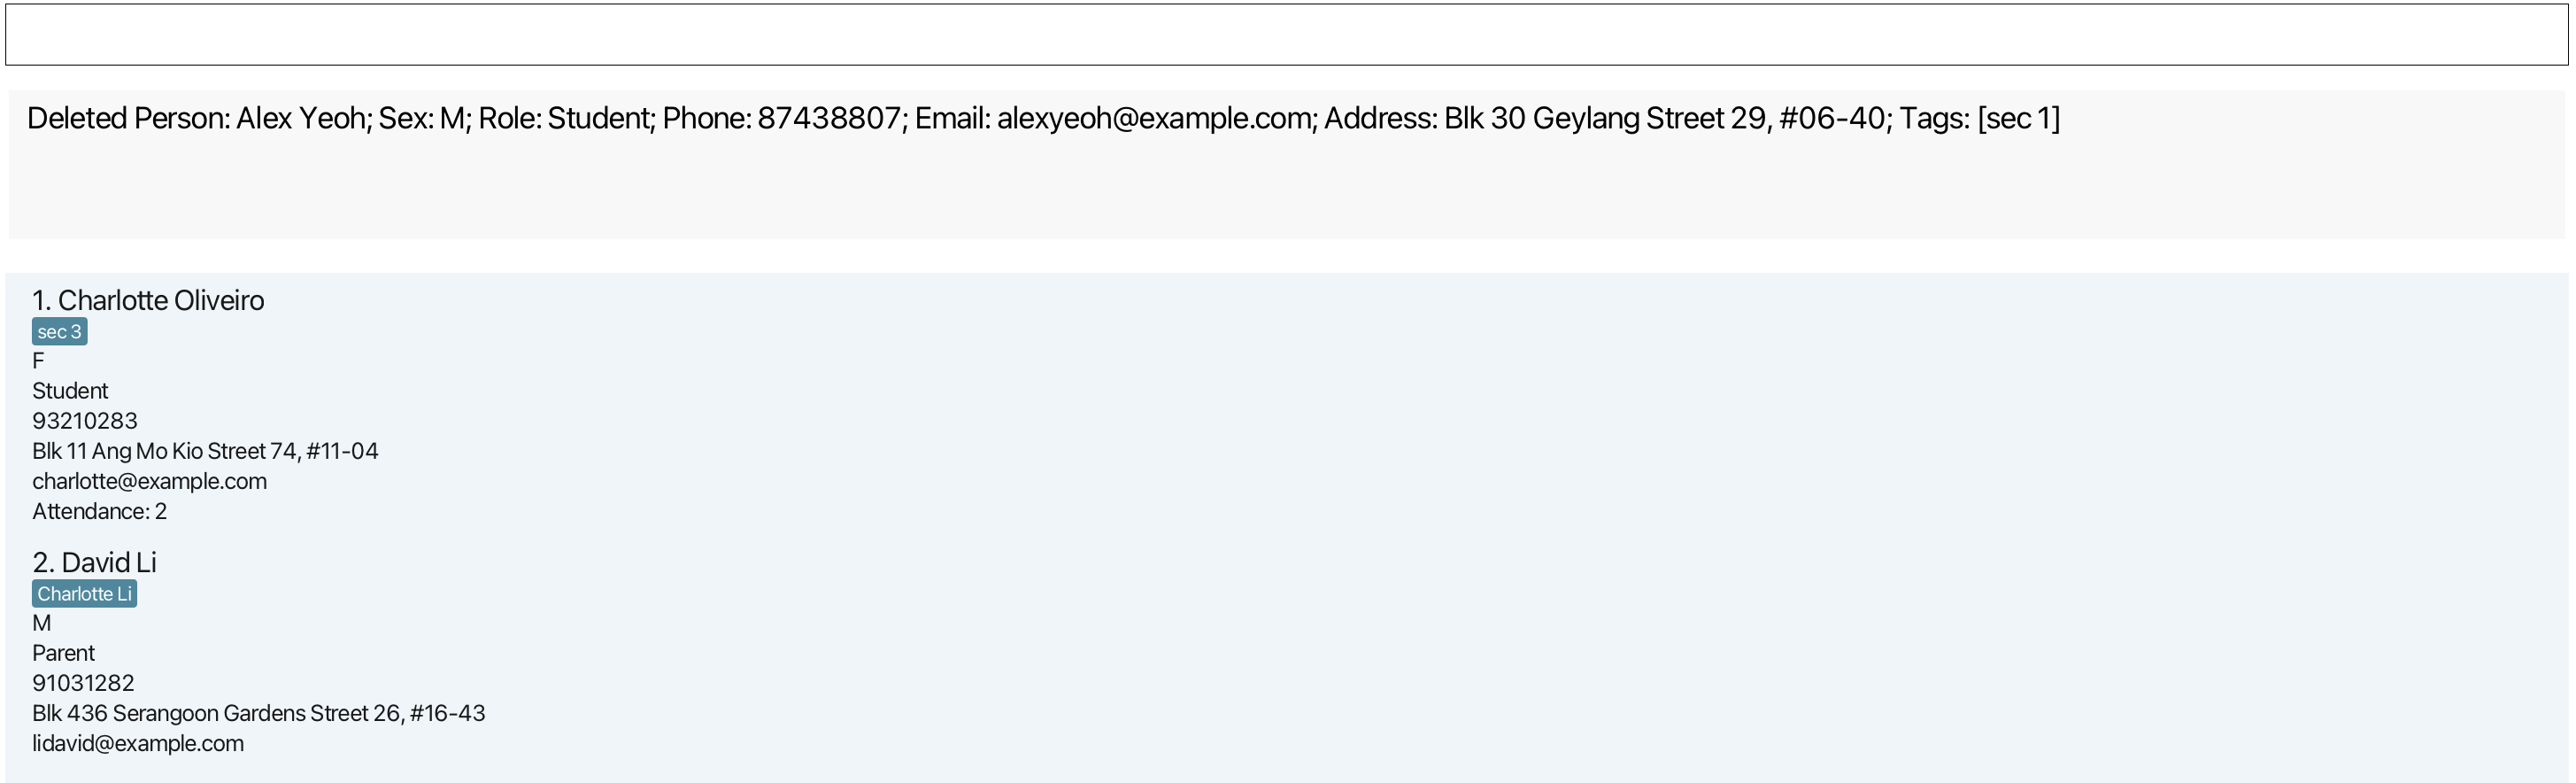 Deleted Person: Alex Yeoh; Sex: M; Role: Student; Phone: 87438807; Email: alexyeoh@example.com; Address: Blk 30 Geylang Street 29, #06-40; Tags: [sec 1]
1. Charlotte Oliveiro
sec 3
F
Student
93210283
Blk 11 Ang Mo Kio Street 74, #11-04
charlotte@example.com
Attendance: 2
2. David Li
Charlotte Li
M
Parent
91031282
Blk 436 Serangoon Gardens Street 26, #16-43
lidavid@example.com